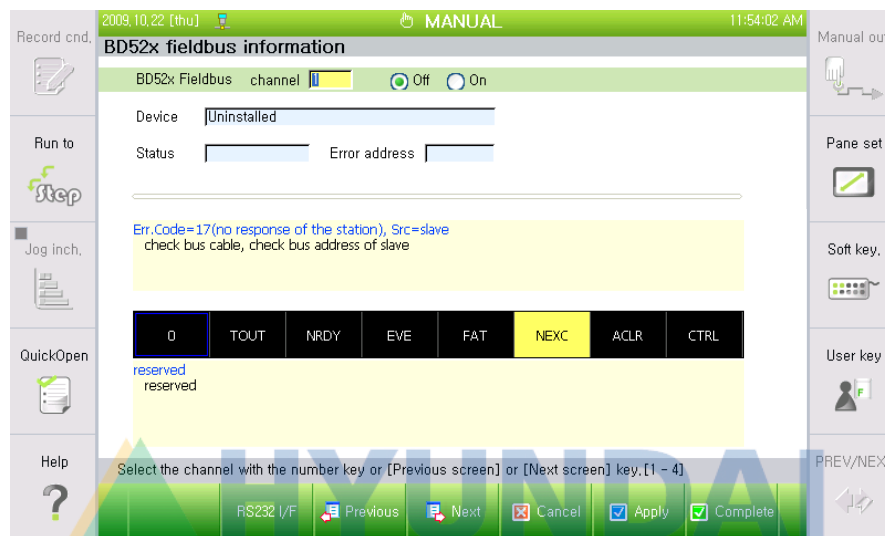 2009,10,22 [thu] MANUAL 11:54:02 AM
BD52x fieldbus information
Record cnd,
Run to
Step
Jog inch,
QuickOpen
Help
BD52x Fieldbus channel 1 Off On
Device Uninstalled
Status Error address
Err.Code=17(no response of the station), Src=slave
check bus cable, check bus address of slave
0 TOUT NRDY EVE FAT NEXC ACLR CTRL
reserved
reserved
Select the channel with the number key or [Previous screen] or [Next screen] key,[1 - 4]
HYUNDAI
RS232 I/F Previous Next Cancel Apply Complete
Manual ou
Pane set
Soft key,
User key
F
PREV/NEX